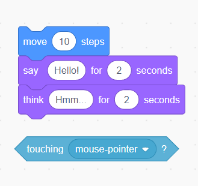 move 10 steps
say Hello! for 2 seconds
think Hmm... for 2 seconds
touching mouse-pointer ?